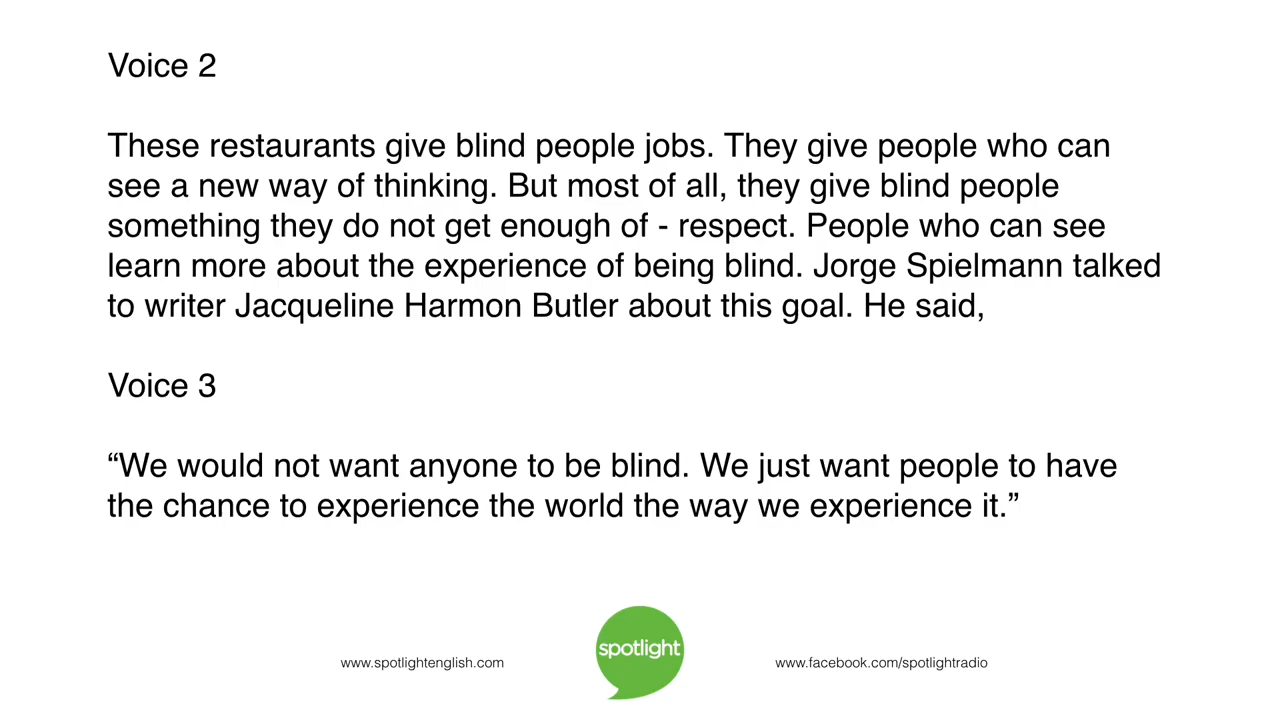 Voice 2
These restaurants give blind people jobs. They give people who can
see a new way of thinking. But most of all, they give blind people
something they do not get enough of - respect. People who can see
learn more about the experience of being blind. Jorge Spielmann talked
to writer Jacqueline Harmon Butler about this goal. He said,
Voice 3
“We would not want anyone to be blind. We just want people to have
the chance to experience the world the way we experience it.”
www.spotlightenglish.com
spotlight
www.facebook.com/spotlightradio